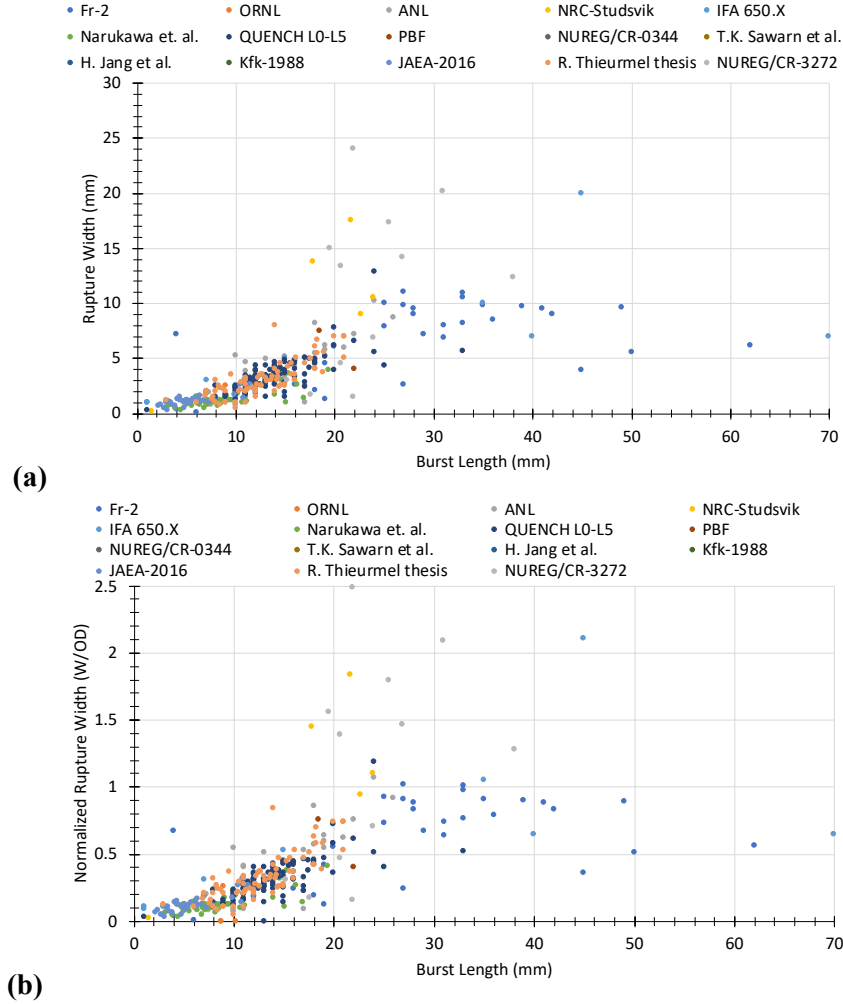 Fr-2 ORNL ANL NRC-Studsvik IFA 650.X
Narukawa et. al. QUENCH L0-L5 PBF NUREG/CR-0344 T.K. Sawarn et al.
H. Jang et al. Kfk-1988 JAEA-2016 R. Thieurmel thesis NUREG/CR-3272
30
25
20
15
10
5
0
Rupture Width (mm)
0 10 20 30 40 50 60 70
Burst Length (mm)
(a)
Fr-2 ORNL ANL NRC-Studsvik
IFA 650.X Narukawa et. al. QUENCH L0-L5 PBF
NUREG/CR-0344 T.K. Sawarn et al. H. Jang et al. Kfk-1988
JAEA-2016 R. Thieurmel thesis NUREG/CR-3272
2.5
2
1.5
1
0.5
0
Normalized Rupture Width (W/OD)
0 10 20 30 40 50 60 70
Burst Length (mm)
(b)